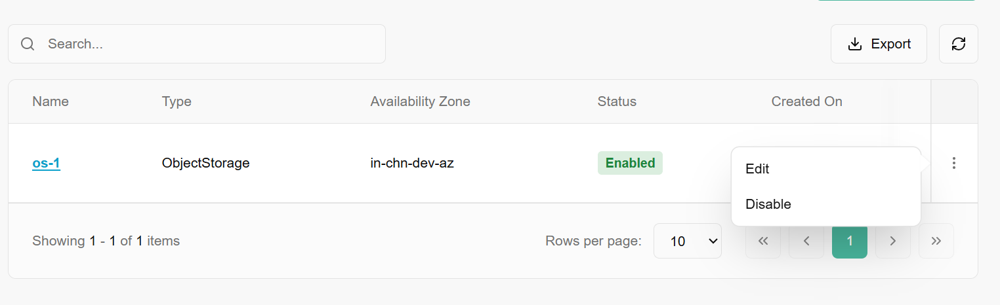 Search...
Export
Name Type Availability Zone Status Created On
os-1 ObjectStorage in-chn-dev-az Enabled
Edit
Disable
Showing 1 - 1 of 1 items Rows per page: 10 « ‹ 1 › »